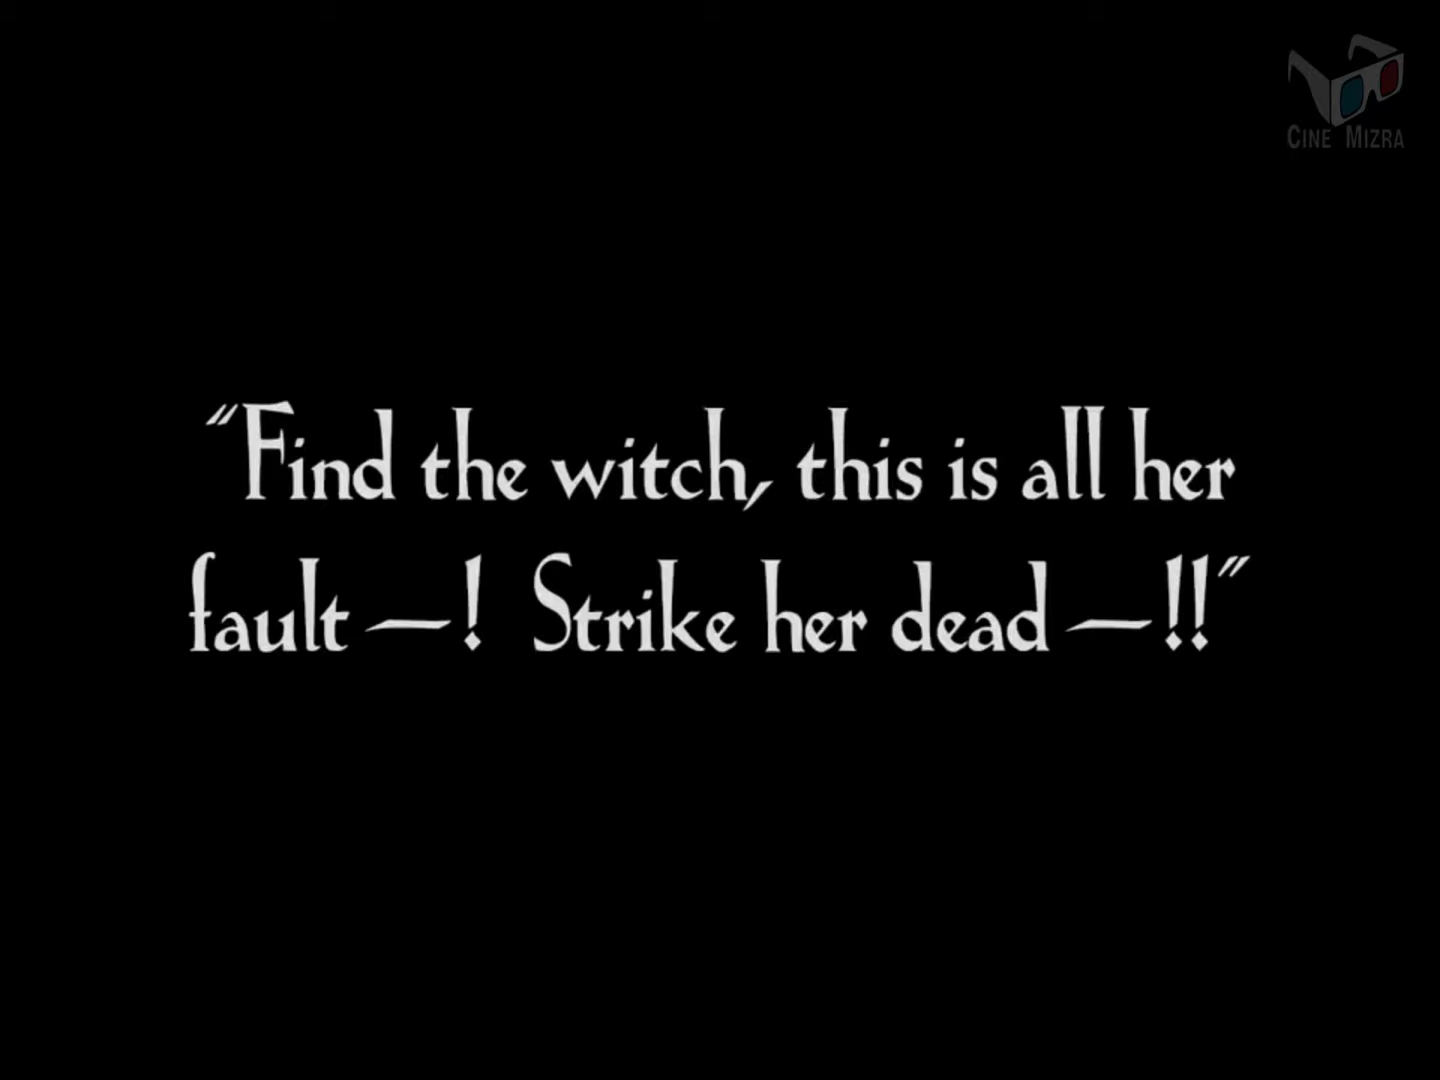 CINE MIZRA
"Find the witch, this is all her
fault —! Strike her dead —!!"